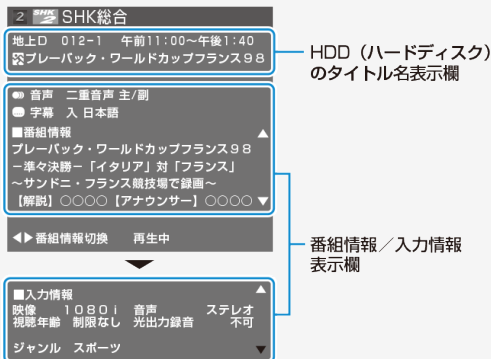 2 SHK2 SHK総合
地上D 012-1 午前11:00~午後1:40
プレーバック・ワールドカップフランス98
HDD（ハードディスク）
のタイトル名表示欄
音声 二重音声 主/副
字幕 入 日本語
■番組情報 ▲
プレーバック・ワールドカップフランス98
－準々決勝－「イタリア」対「フランス」
～サンドニ・フランス競技場で録画～
【解説】○○○○【アナウンサー】○○○○ ▼
◀▶番組情報切換 再生中
番組情報／入力情報
表示欄
■入力情報 ▲
映像 1080i 音声 ステレオ
視聴年齢 制限なし 光出力録音 不可
ジャンル スポーツ ▼